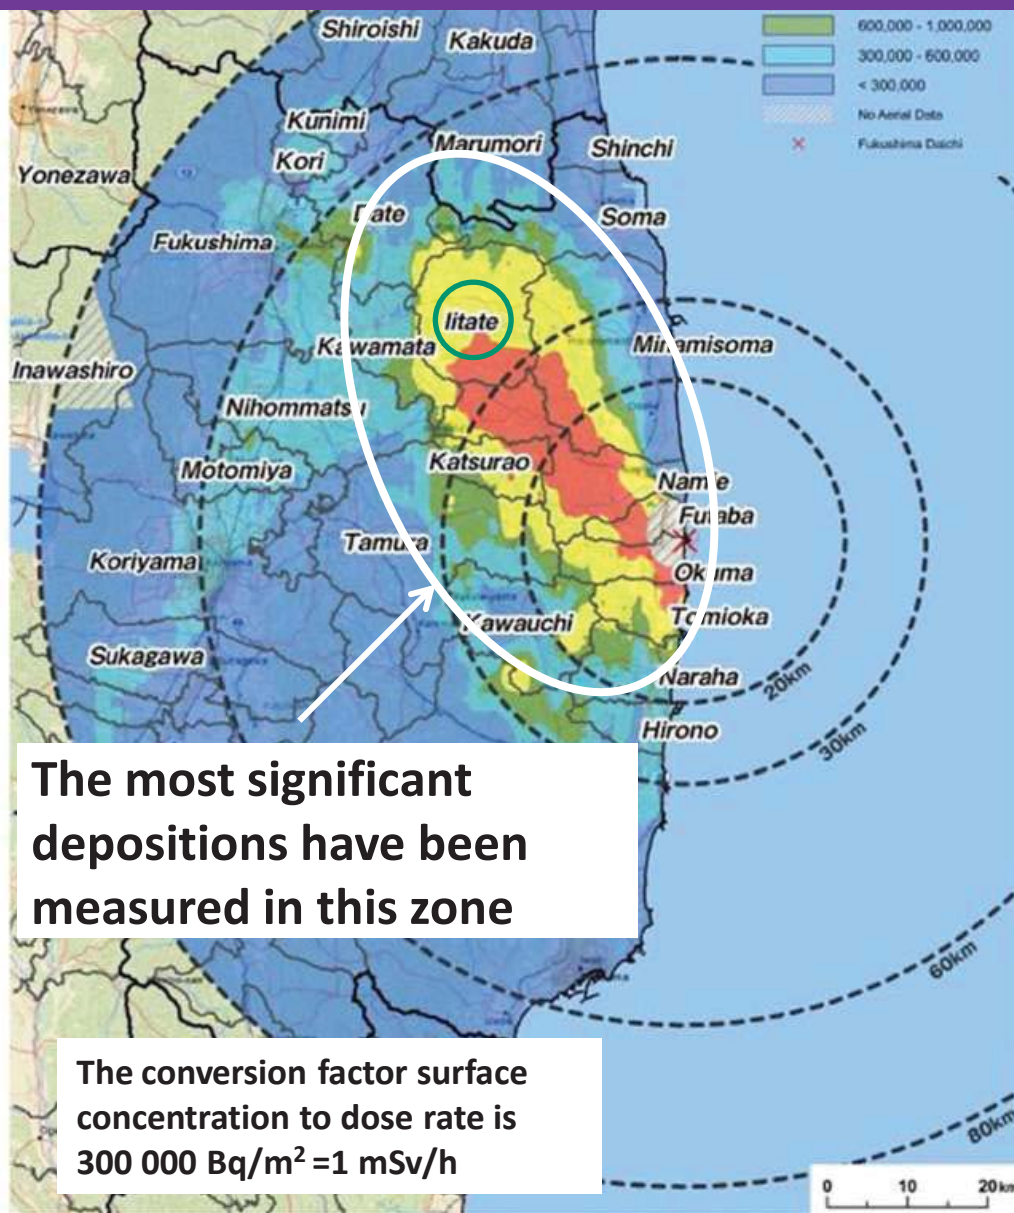 Shiroishi
Kakuda
600,000 - 1,000,000
300,000 - 600,000
< 300,000
No Aerial Data
Fukushima Daichi
Kunimi
Marumori
Shinchi
Kori
Yonezawa
Date
Soma
Fukushima
Iitate
Kawamata
Minamisoma
Inawashiro
Nihommatsu
Motomiya
Katsurao
Namie
Futaba
Tamura
Koriyama
Okuma
Tomioka
Kawauchi
Sukagawa
Naraha
20km
Hirono
30km
The most significant
depositions have been
measured in this zone
60km
The conversion factor surface
concentration to dose rate is
300 000 Bq/m² =1 mSv/h
80km
0 10 20km